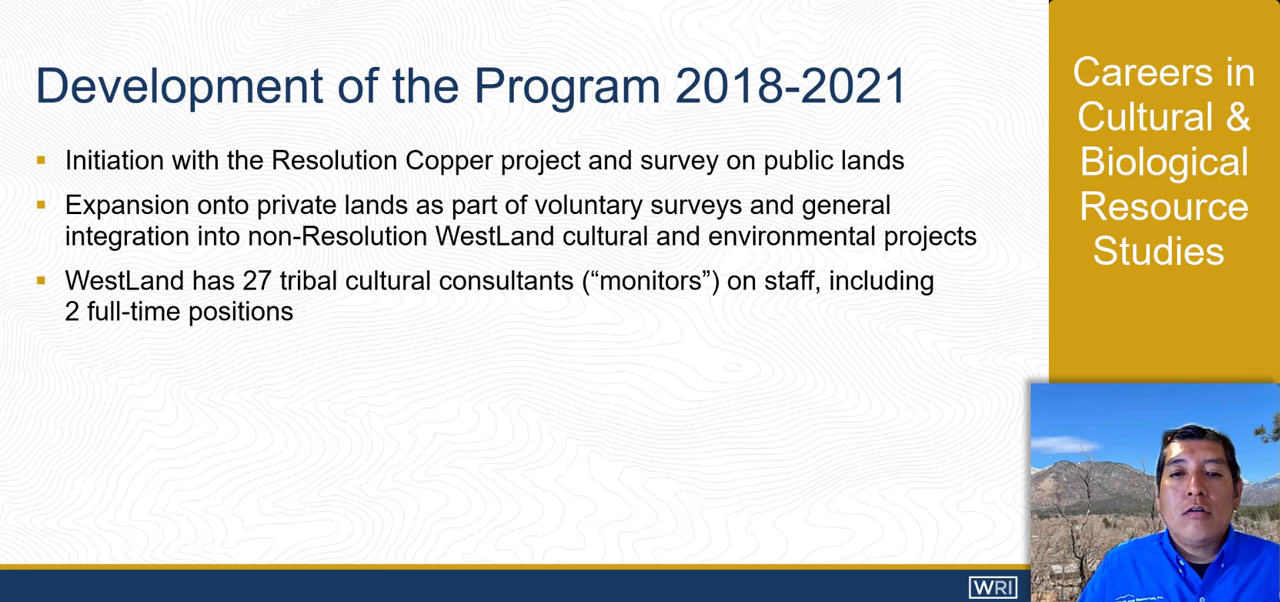 Development of the Program 2018-2021
Initiation with the Resolution Copper project and survey on public lands
Expansion onto private lands as part of voluntary surveys and general
integration into non-Resolution WestLand cultural and environmental projects
WestLand has 27 tribal cultural consultants (“monitors”) on staff, including
2 full-time positions
Careers in
Cultural &
Biological
Resource
Studies
WRI